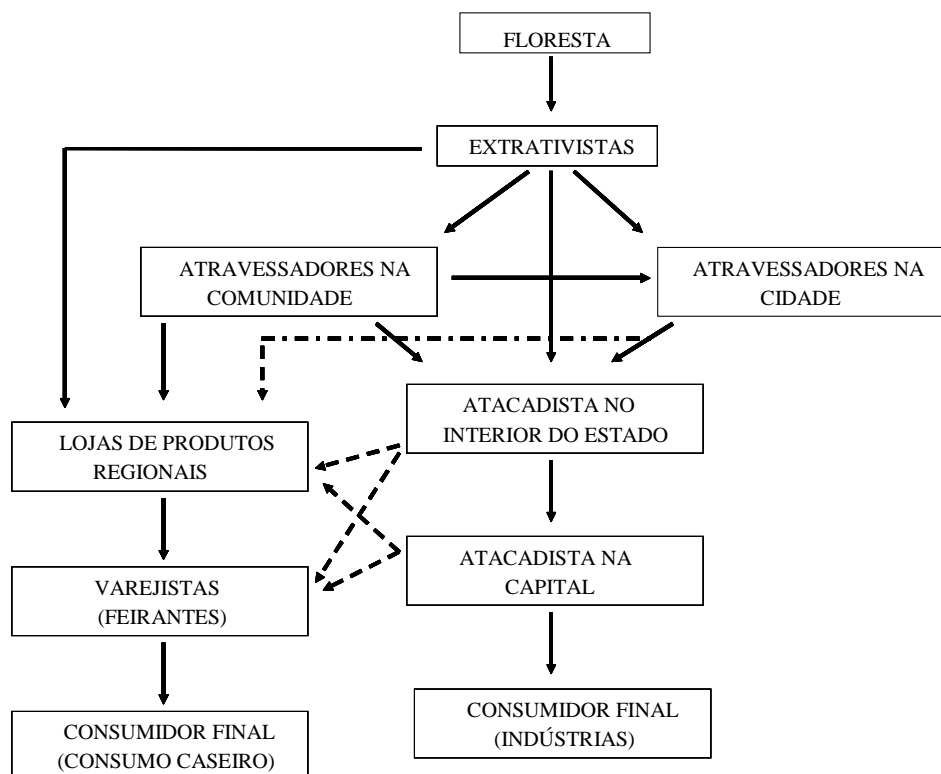 FLORESTA
EXTRATIVISTAS
ATRAVESSADORES NA
COMUNIDADE
ATRAVESSADORES NA
CIDADE
ATACADISTA NO
INTERIOR DO ESTADO
LOJAS DE PRODUTOS
REGIONAIS
ATACADISTA NA
CAPITAL
VAREJISTAS
(FEIRANTES)
CONSUMIDOR FINAL
(INDÚSTRIAS)
CONSUMIDOR FINAL
(CONSUMO CASEIRO)